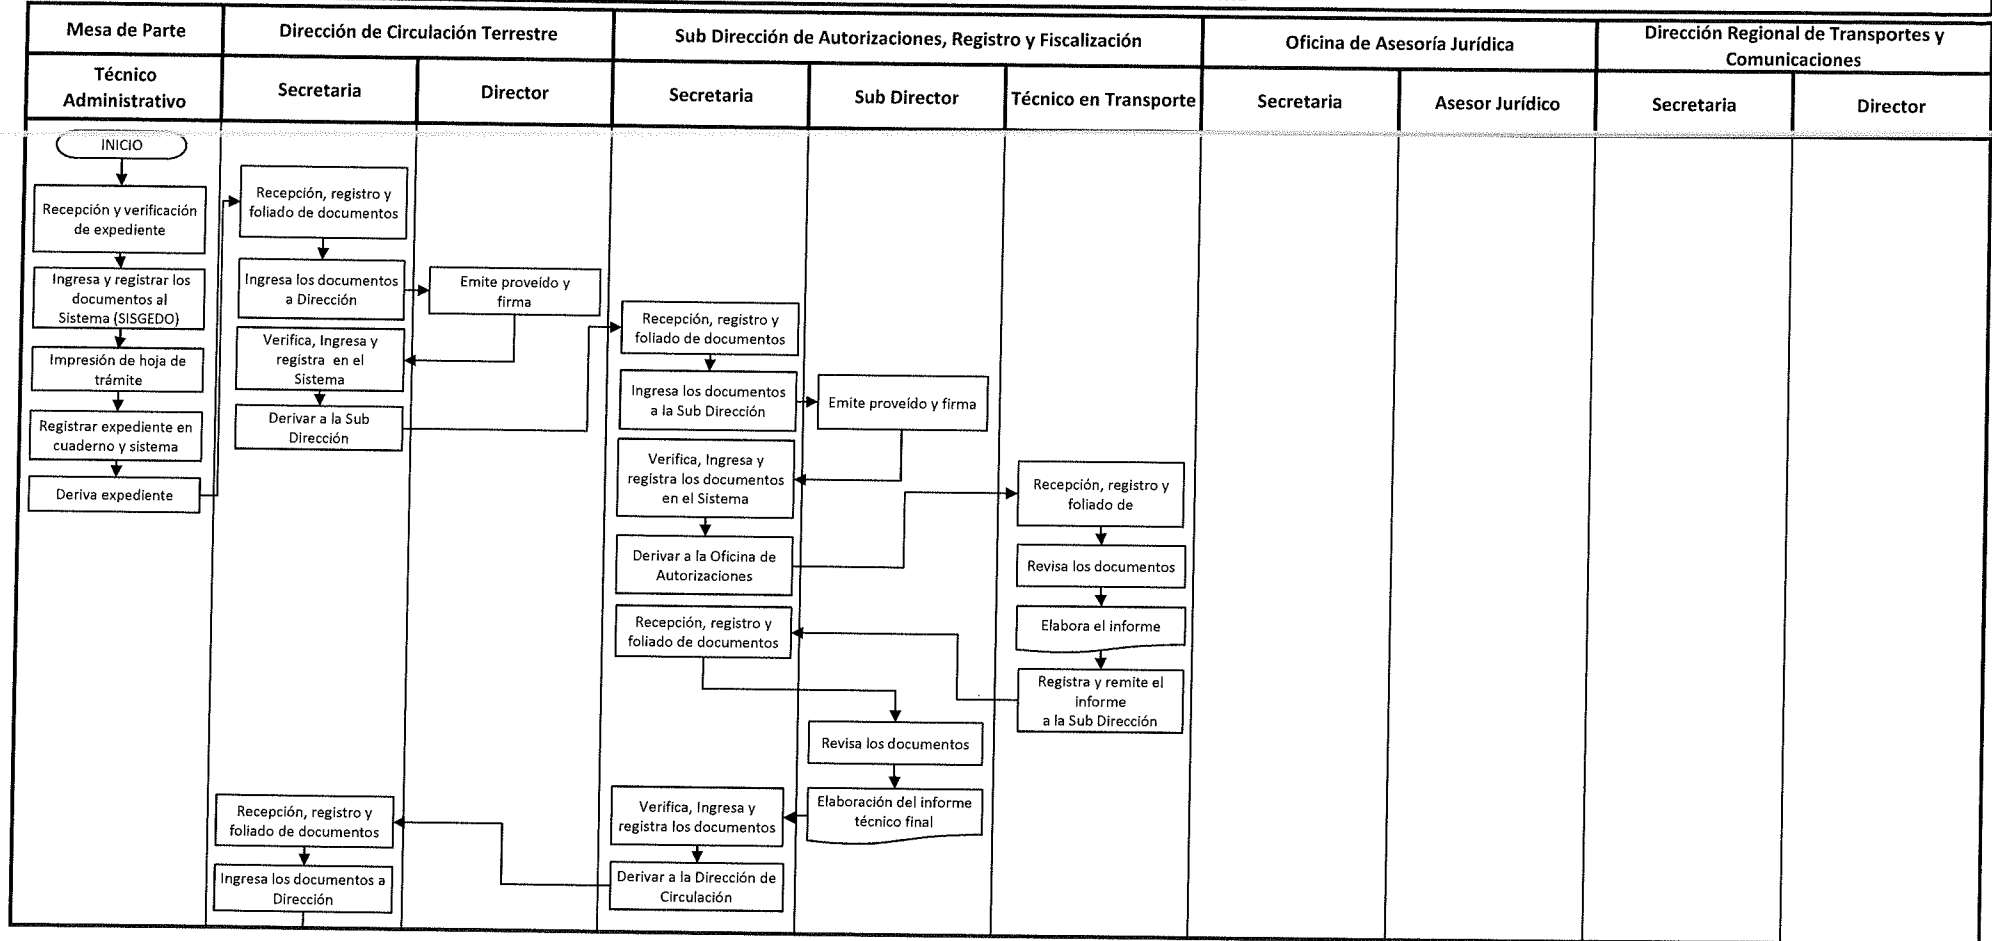 Mesa de Parte
Dirección de Circulación Terrestre
Sub Dirección de Autorizaciones, Registro y Fiscalización
Oficina de Asesoría Jurídica
Dirección Regional de Transportes y
Comunicaciones
Técnico
Administrativo
Secretaria
Director
Secretaria
Sub Director
Técnico en Transporte
Secretaria
Asesor Jurídico
Secretaria
Director
INICIO
Recepción y verificación
de expediente
Ingresa y registrar los
documentos al
Sistema (SISGEDO)
Impresión de hoja de
trámite
Registrar expediente en
cuaderno y sistema
Deriva expediente
Recepción, registro y
foliado de documentos
Ingresa los documentos
a Dirección
Emite proveído y
firma
Verifica, Ingresa y
registra en el
Sistema
Derivar a la Sub
Dirección
Recepción, registro y
foliado de documentos
Ingresa los documentos
a la Sub Dirección
Emite proveído y firma
Verifica, Ingresa y
registra los documentos
en el Sistema
Derivar a la Oficina de
Autorizaciones
Recepción, registro y
foliado de
Revisa los documentos
Elabora el informe
Registra y remite el
informe
a la Sub Dirección
Recepción, registro y
foliado de documentos
Revisa los documentos
Elaboración del informe
técnico final
Verifica, Ingresa y
registra los documentos
Derivar a la Dirección de
Circulación
Recepción, registro y
foliado de documentos
Ingresa los documentos a
Dirección